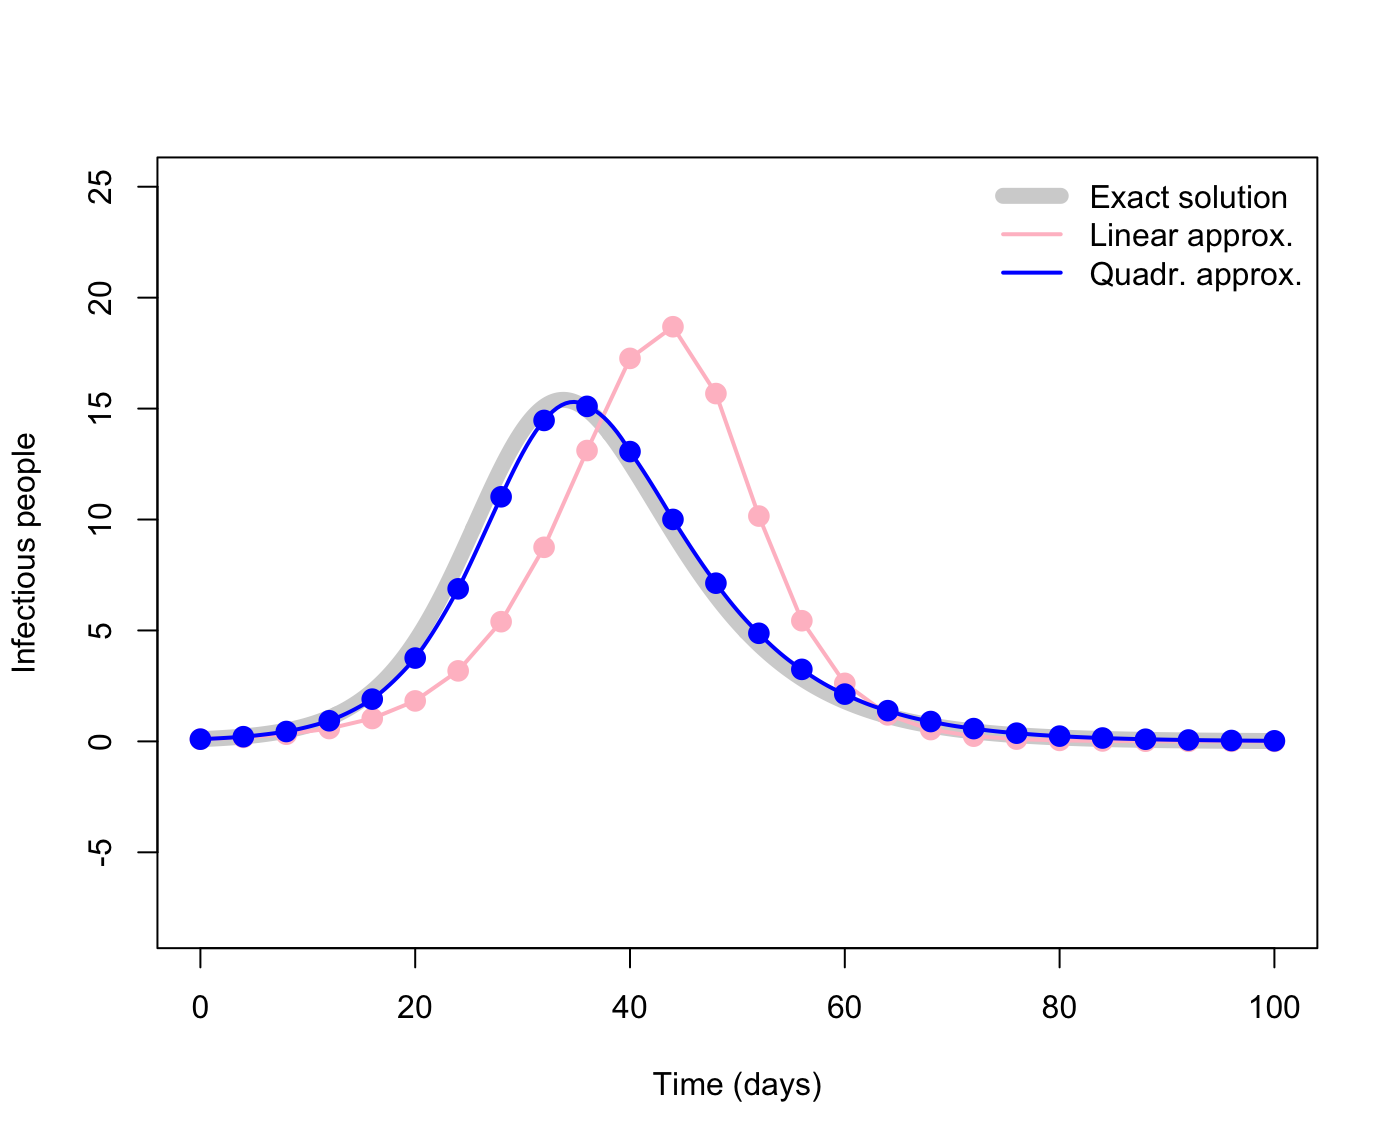 25
20
15
10
5
0
-5
Infectious people
Exact solution
Linear approx.
Quadr. approx.
0 20 40 60 80 100
Time (days)